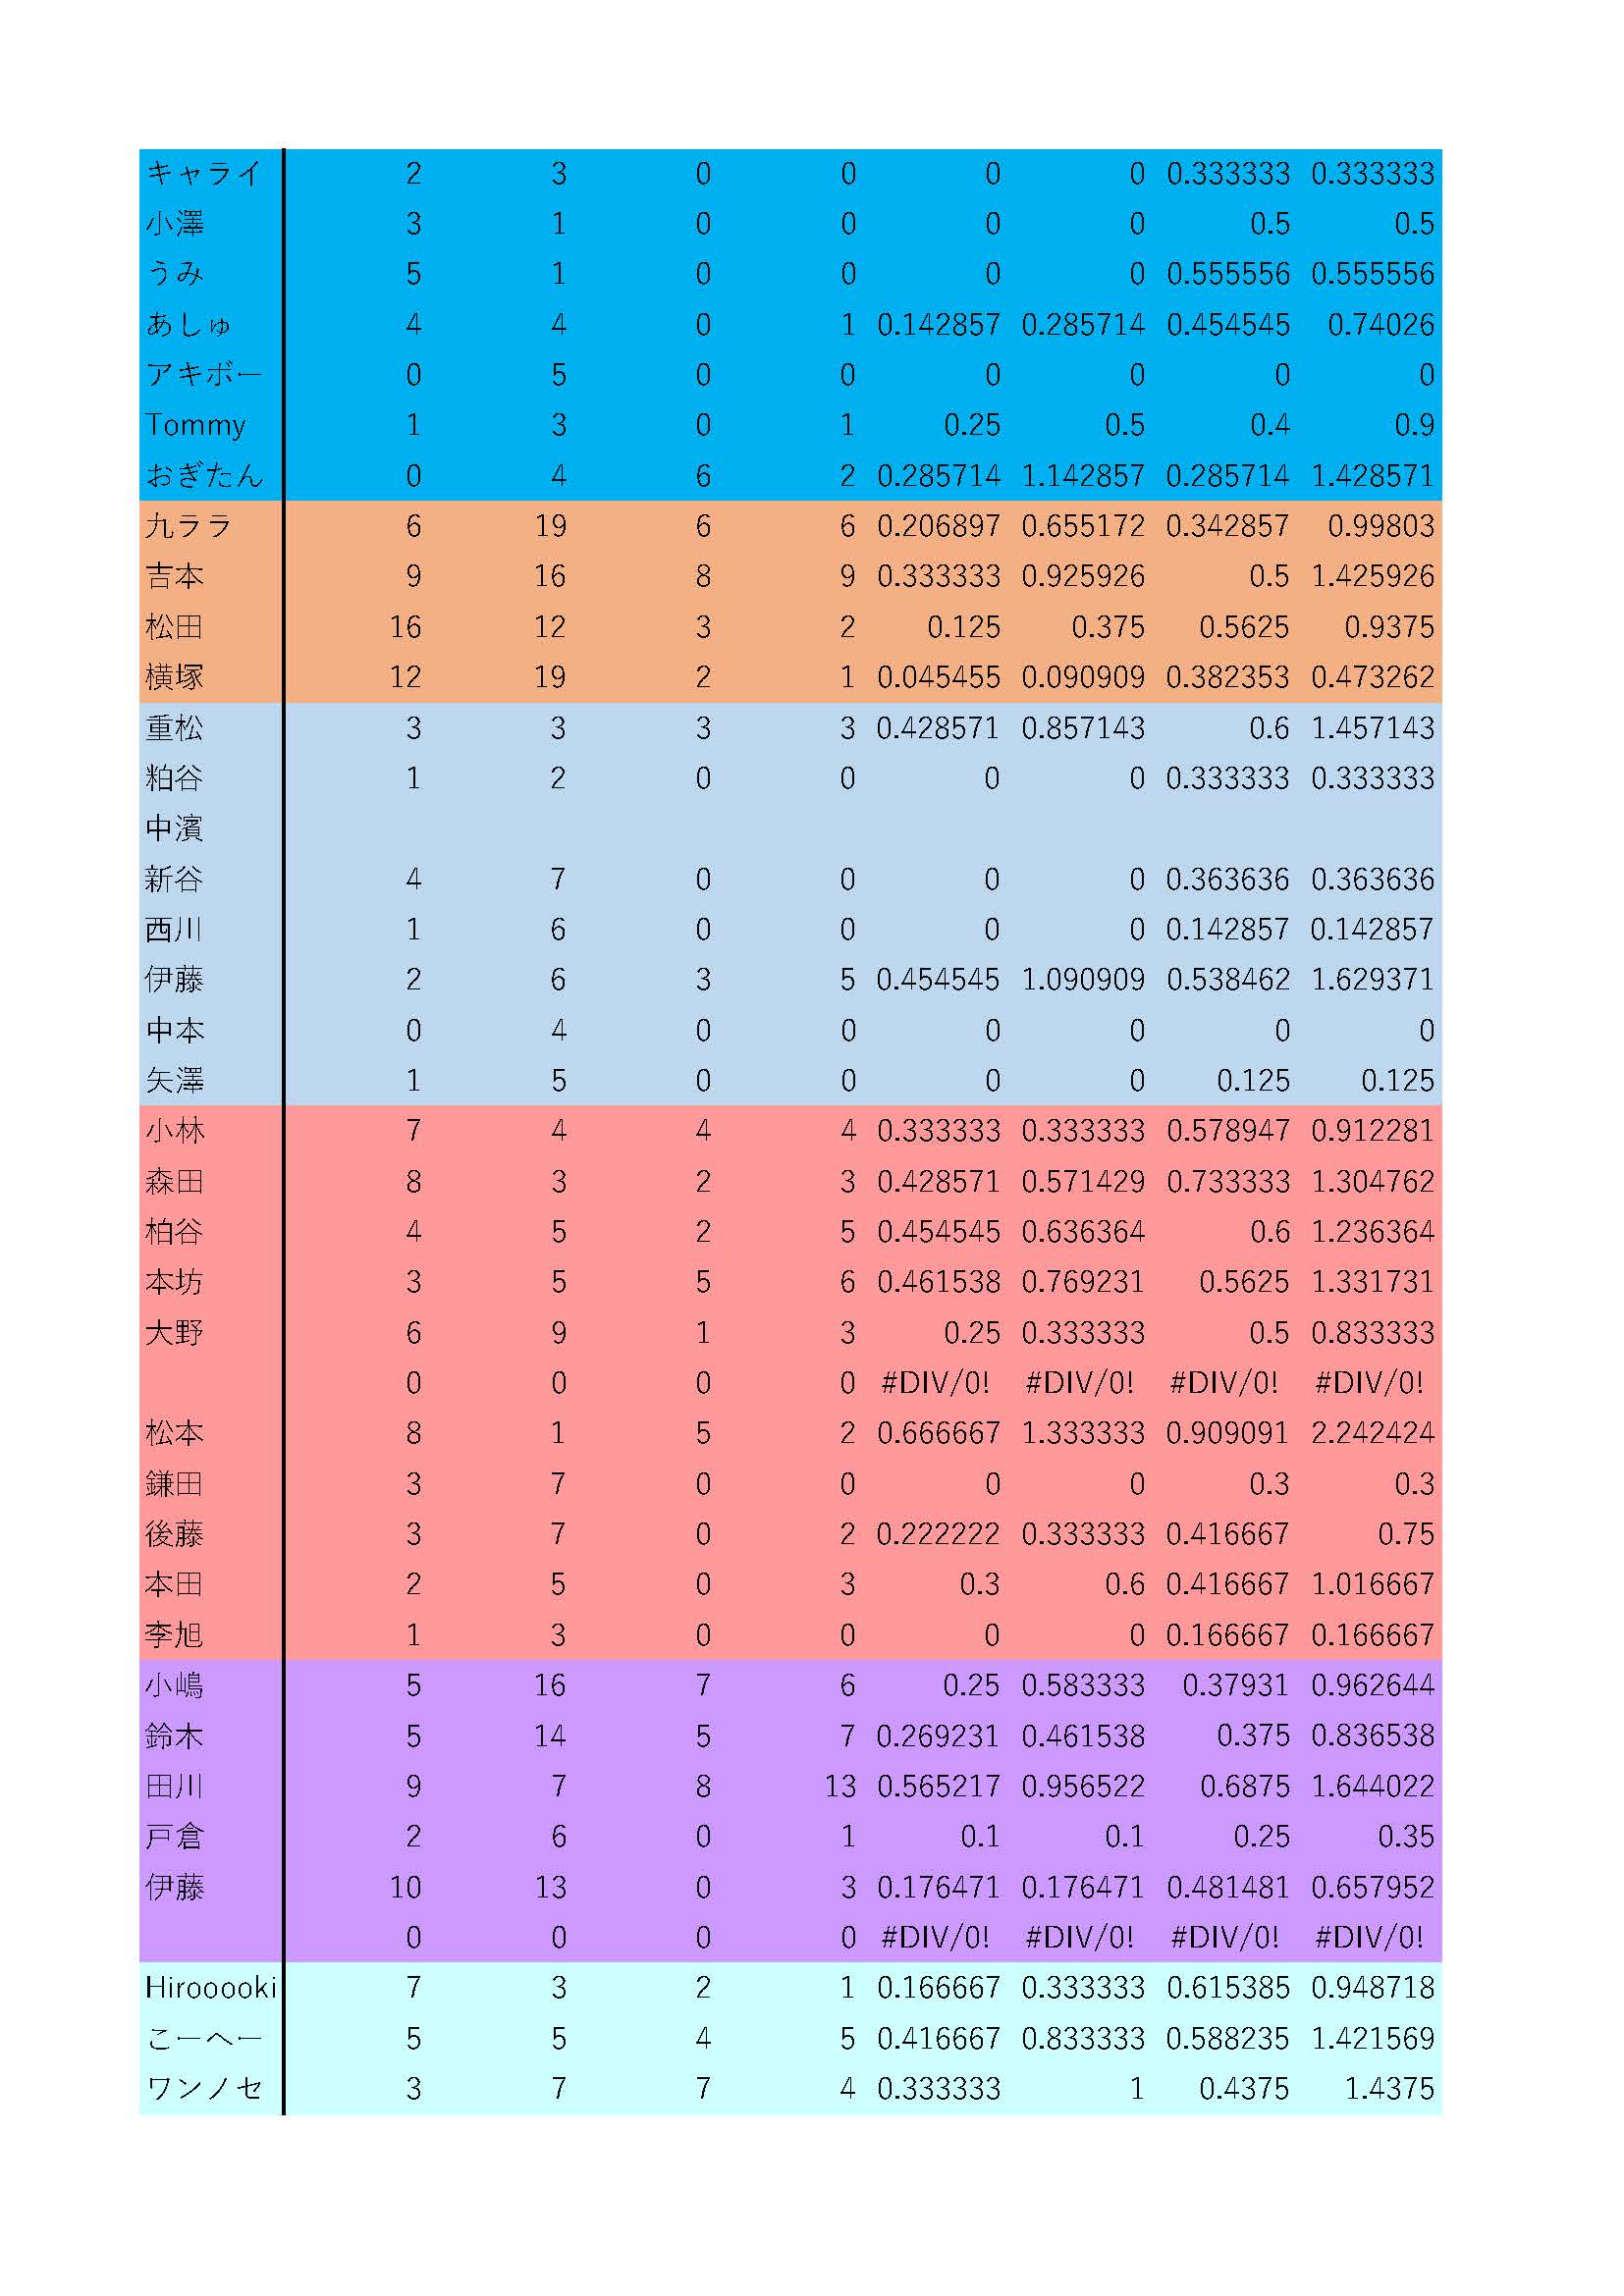 キャライ 2 3 0 0 0 0 0.333333 0.333333
小澤 3 1 0 0 0 0 0.5 0.5
うみ 5 1 0 0 0 0 0.555556 0.555556
あしゅ 4 4 0 1 0.142857 0.285714 0.454545 0.74026
アキボー 0 5 0 0 0 0 0 0
Tommy 1 3 0 1 0.25 0.5 0.4 0.9
おぎたん 0 4 6 2 0.285714 1.142857 0.285714 1.428571
九ララ 6 19 6 6 0.206897 0.655172 0.342857 0.99803
吉本 9 16 8 9 0.333333 0.925926 0.5 1.425926
松田 16 12 3 2 0.125 0.375 0.5625 0.9375
横塚 12 19 2 1 0.045455 0.090909 0.382353 0.473262
重松 3 3 3 3 0.428571 0.857143 0.6 1.457143
粕谷 1 2 0 0 0 0 0.333333 0.333333
中濱
新谷 4 7 0 0 0 0 0.363636 0.363636
西川 1 6 0 0 0 0 0.142857 0.142857
伊藤 2 6 3 5 0.454545 1.090909 0.538462 1.629371
中本 0 4 0 0 0 0 0 0
矢澤 1 5 0 0 0 0 0.125 0.125
小林 7 4 4 4 0.333333 0.333333 0.578947 0.912281
森田 8 3 2 3 0.428571 0.571429 0.733333 1.304762
柏谷 4 5 2 5 0.454545 0.636364 0.6 1.236364
本坊 3 5 5 6 0.461538 0.769231 0.5625 1.331731
大野 6 9 1 3 0.25 0.333333 0.5 0.833333
0 0 0 0 #DIV/0! #DIV/0! #DIV/0! #DIV/0!
松本 8 1 5 2 0.666667 1.333333 0.909091 2.242424
鎌田 3 7 0 0 0 0 0.3 0.3
後藤 3 7 0 2 0.222222 0.333333 0.416667 0.75
本田 2 5 0 3 0.3 0.6 0.416667 1.016667
李旭 1 3 0 0 0 0 0.166667 0.166667
小嶋 5 16 7 6 0.25 0.583333 0.37931 0.962644
鈴木 5 14 5 7 0.269231 0.461538 0.375 0.836538
田川 9 7 8 13 0.565217 0.956522 0.6875 1.644022
戸倉 2 6 0 1 0.1 0.1 0.25 0.35
伊藤 10 13 0 3 0.176471 0.176471 0.481481 0.657952
0 0 0 0 #DIV/0! #DIV/0! #DIV/0! #DIV/0!
Hirooooki 7 3 2 1 0.166667 0.333333 0.615385 0.948718
こーへー 5 5 4 5 0.416667 0.833333 0.588235 1.421569
ワンノセ 3 7 7 4 0.333333 1 0.4375 1.4375